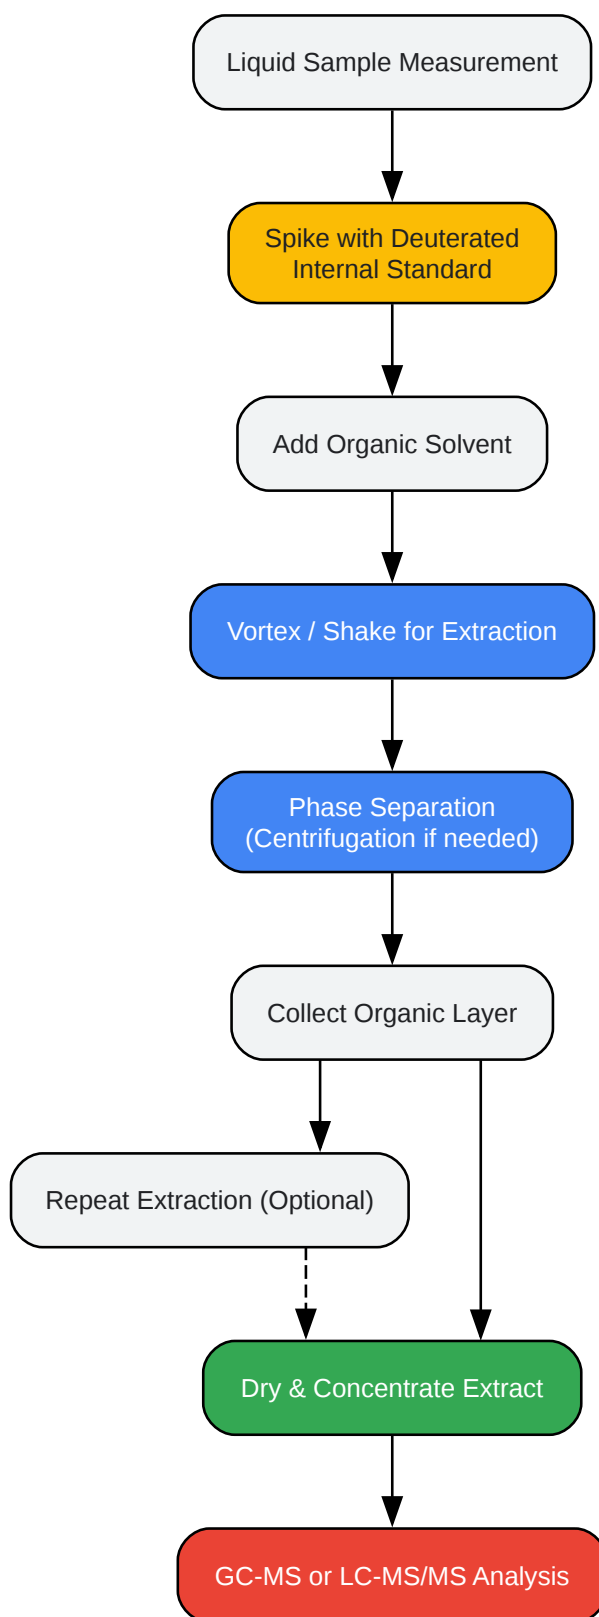 Liquid Sample Measurement
Spike with Deuterated
Internal Standard
Add Organic Solvent
Vortex / Shake for Extraction
Phase Separation
(Centrifugation if needed)
Collect Organic Layer
Repeat Extraction (Optional)
Dry & Concentrate Extract
GC-MS or LC-MS/MS Analysis